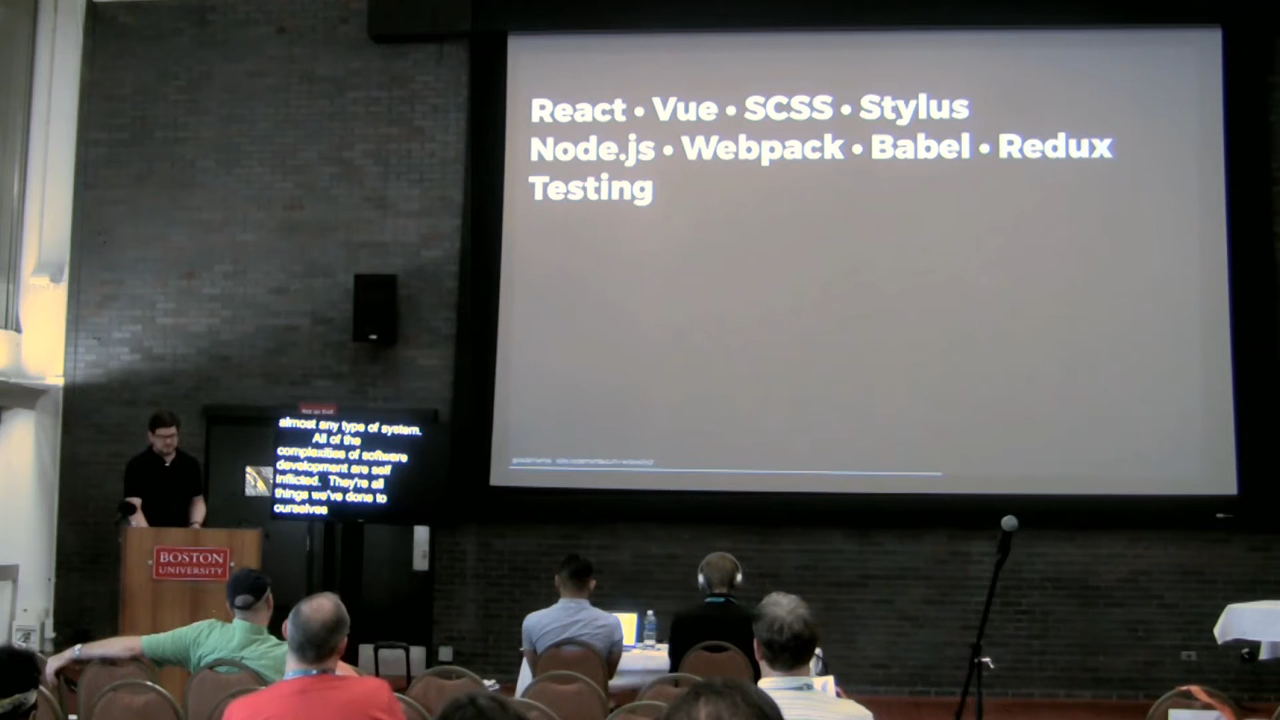 React • Vue • SCSS • Stylus
Node.js • Webpack • Babel • Redux
Testing
almost any type of system.
All of the
complexities of software
development are self
inflicted. They're all
things we've done to
ourselves
BOSTON
UNIVERSITY